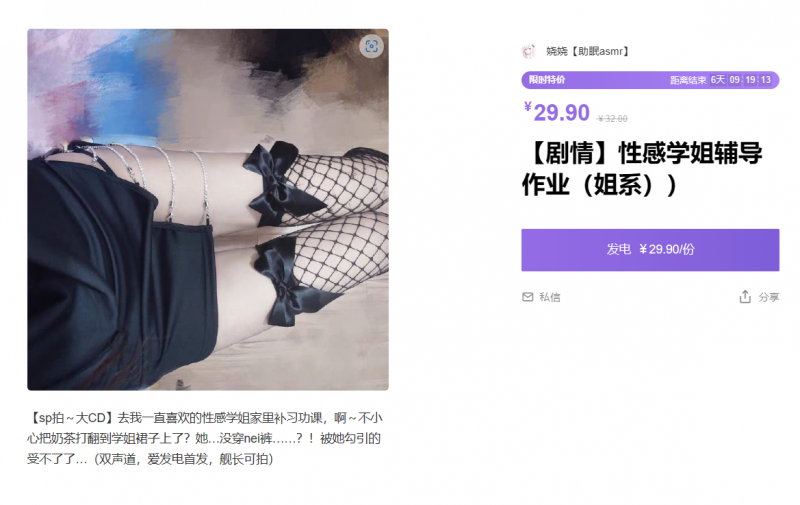 娆娆【助眠asmr】
限时特价 距离结束 6天 09 19 13
¥29.90 ¥32.00
【剧情】性感学姐辅导
作业（姐系））
发电 ¥29.90/份
私信 分享
【sp拍～大CD】去我一直喜欢的性感学姐家里补习功课，啊～不小
心把奶茶打翻到学姐裙子上了？她…没穿nei裤……？！被她勾引的
受不了了…（双声道，爱发电首发，舰长可拍）